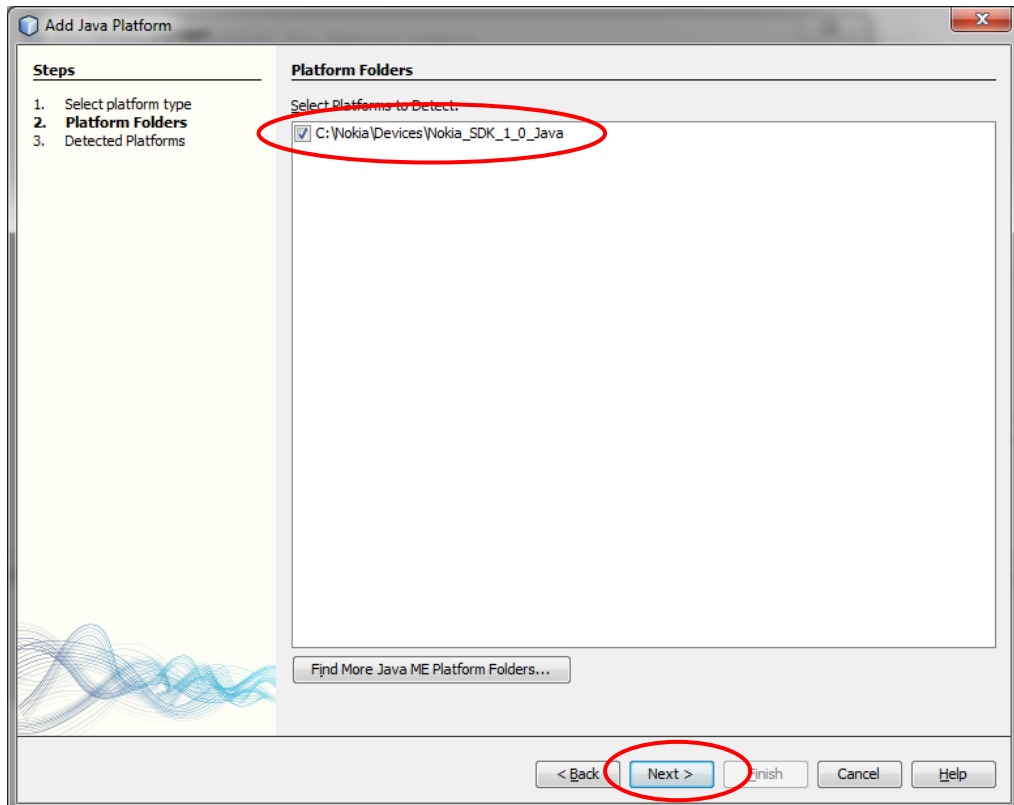 Add Java Platform
Steps
1. Select platform type
2. Platform Folders
3. Detected Platforms
Platform Folders
Select Platforms to Detect:
C:\Nokia\Devices\Nokia_SDK_1_0_Java
Find More Java ME Platform Folders...
< Back
Next >
Finish
Cancel
Help